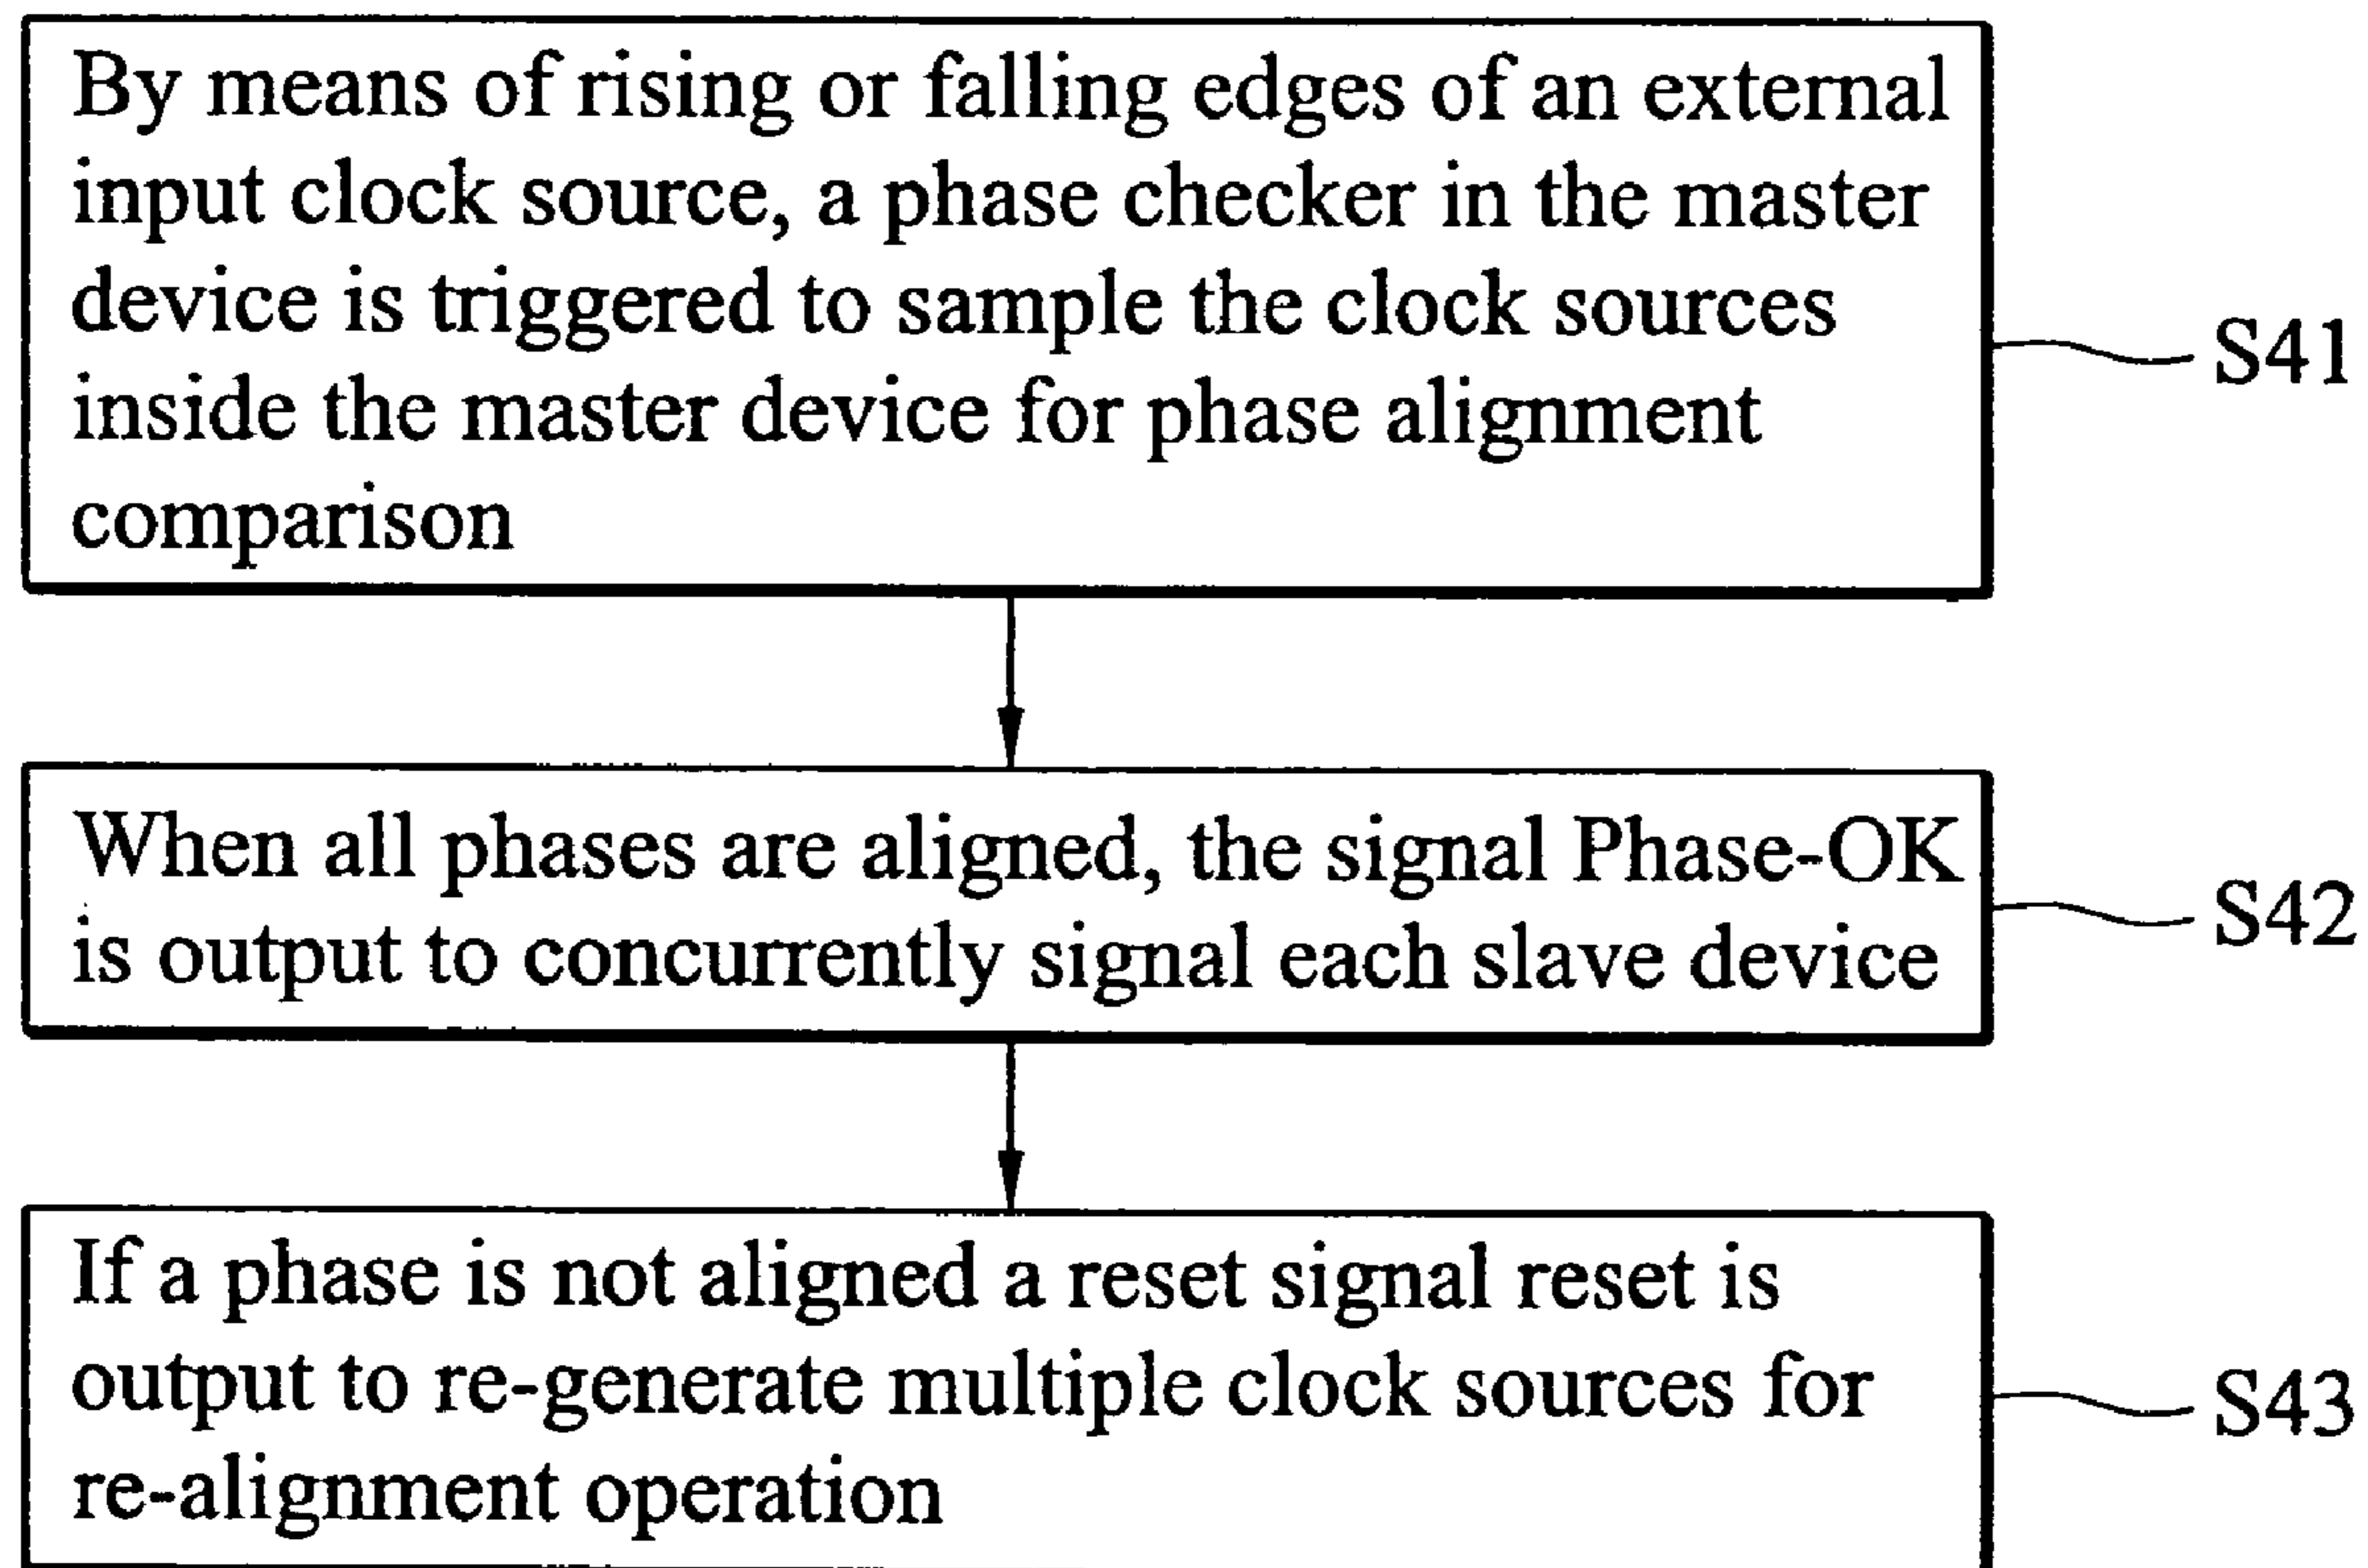 By means of rising or falling edges of an external
input clock source, a phase checker in the master
device is triggered to sample the clock sources
inside the master device for phase alignment
comparison
S41
When all phases are aligned, the signal Phase-OK
is output to concurrently signal each slave device
S42
If a phase is not aligned a reset signal reset is
output to re-generate multiple clock sources for
re-alignment operation
S43